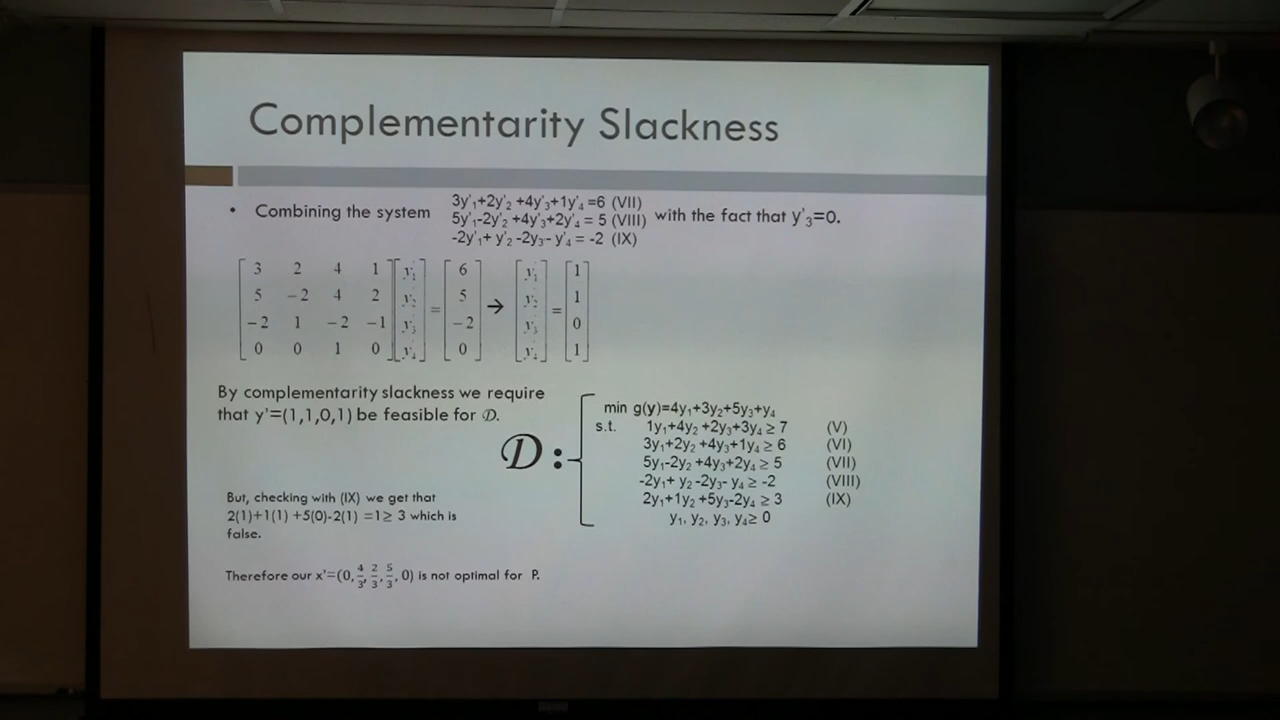 Complementarity Slackness
• Combining the system
3y'₁+2y'₂ +4y'₃+1y'₄ =6 (VII)
5y'₁-2y'₂ +4y'₃+2y'₄ = 5 (VIII)
-2y'₁+ y'₂ -2y₃- y'₄ = -2 (IX)
with the fact that y'₃=0.
3 2 4 1 y'₁ 6 y'₁ 1
5 -2 4 2 y'₂ 5 y'₂ 1
-2 1 -2 -1 y'₃ = -2 → y'₃ = 0
0 0 1 0 y'₄ 0 y'₄ 1
By complementarity slackness we require
that y'=(1,1,0,1) be feasible for 𝒟.
𝒟 :
min g(y)=4y₁+3y₂+5y₃+y₄
s.t. 1y₁+4y₂ +2y₃+3y₄ ≥ 7 (V)
3y₁+2y₂ +4y₃+1y₄ ≥ 6 (VI)
5y₁-2y₂ +4y₃+2y₄ ≥ 5 (VII)
-2y₁+ y₂ -2y₃- y₄ ≥ -2 (VIII)
2y₁+1y₂ +5y₃-2y₄ ≥ 3 (IX)
y₁, y₂, y₃, y₄≥ 0
But, checking with (IX) we get that
2(1)+1(1) +5(0)-2(1) =1≥ 3 which is
false.
Therefore our x'=(0, 4/3, 2/3, 5/3, 0) is not optimal for P.